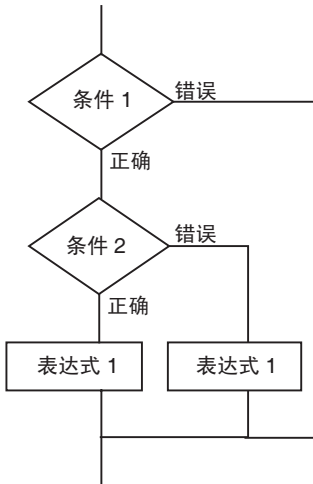 条件 1
错误
正确
条件 2
错误
正确
表达式 1
表达式 1